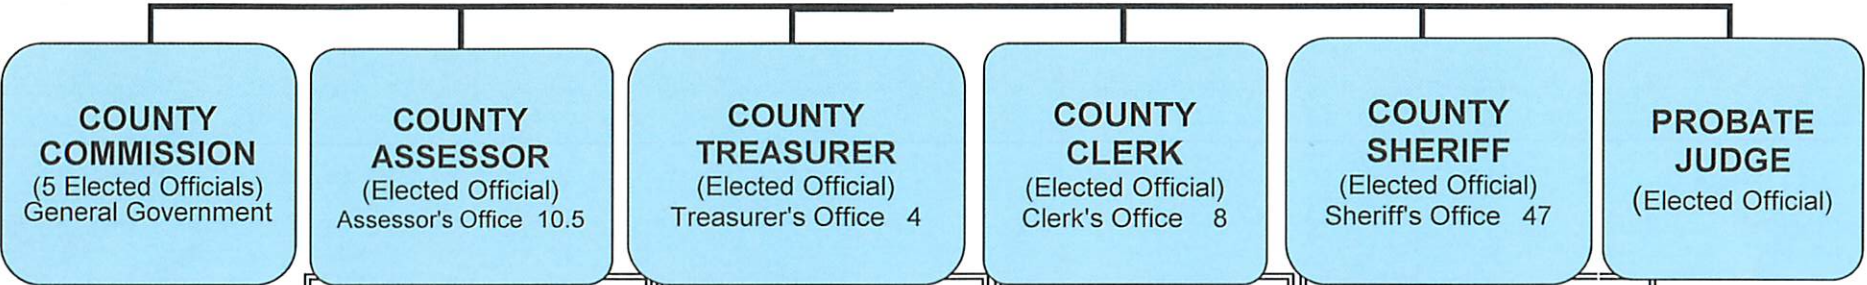 COUNTY
COMMISSION
(5 Elected Officials)
General Government
COUNTY
ASSESSOR
(Elected Official)
Assessor's Office 10.5
COUNTY
TREASURER
(Elected Official)
Treasurer's Office 4
COUNTY
CLERK
(Elected Official)
Clerk's Office 8
COUNTY
SHERIFF
(Elected Official)
Sheriff's Office 47
PROBATE
JUDGE
(Elected Official)